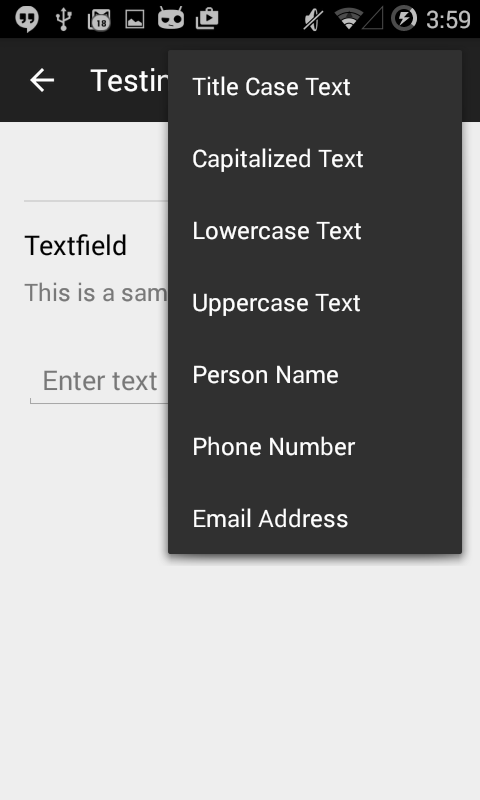 18
3:59
Testin
Title Case Text
Capitalized Text
Lowercase Text
Textfield
This is a sam
Uppercase Text
Enter text
Person Name
Phone Number
Email Address